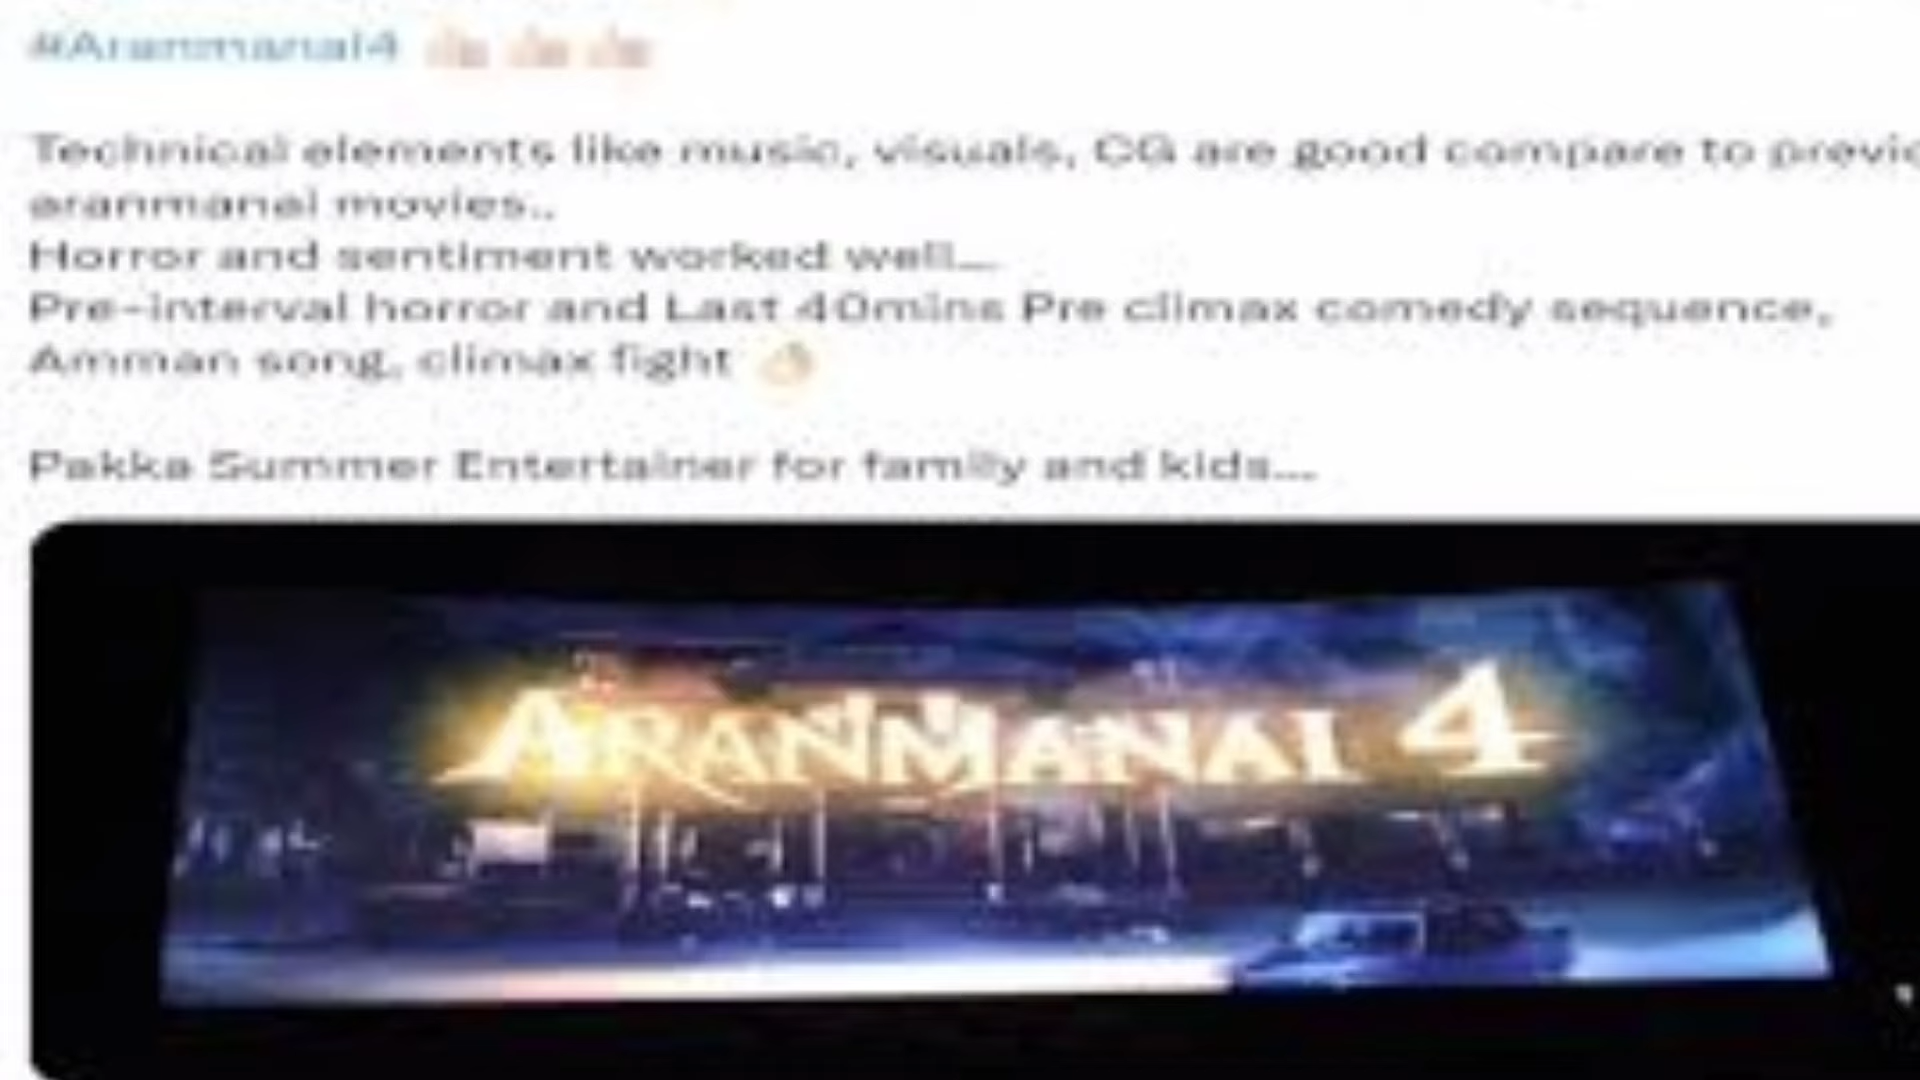 #Aranmanai4
Technical elements like music, visuals, CG are good compare to previo
aranmanai movies..
Horror and sentiment worked well....
Pre-interval horror and Last 40mins Pre climax comedy sequence,
Amman song, climax fight 👌
Pakka Summer Entertainer for family and kids...
ARANMANAI 4